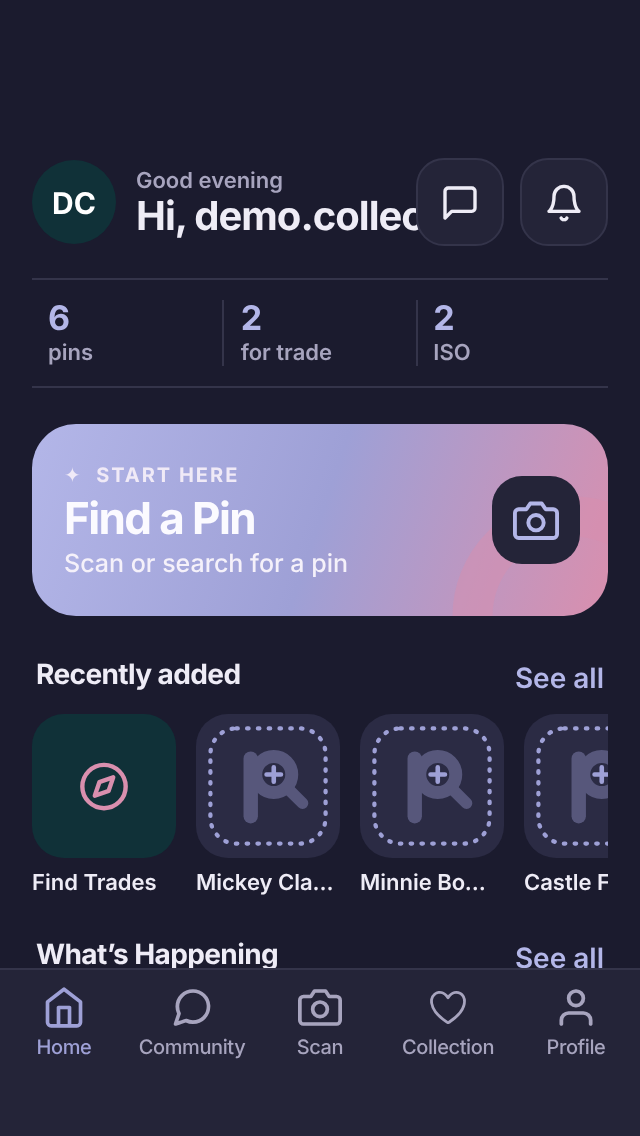 DC
Good evening
Hi, demo.collec
6
pins
2
for trade
2
ISO
✦ START HERE
Find a Pin
Scan or search for a pin
Recently added
See all
Find Trades
Mickey Cla...
Minnie Bo...
Castle F
What's Happening
See all
Home
Community
Scan
Collection
Profile